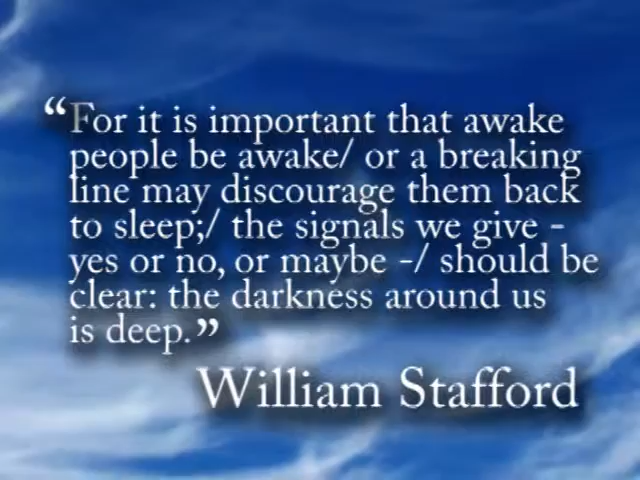 “For it is important that awake
people be awake/ or a breaking
line may discourage them back
to sleep;/ the signals we give -
yes or no, or maybe -/ should be
clear: the darkness around us
is deep.”
William Stafford